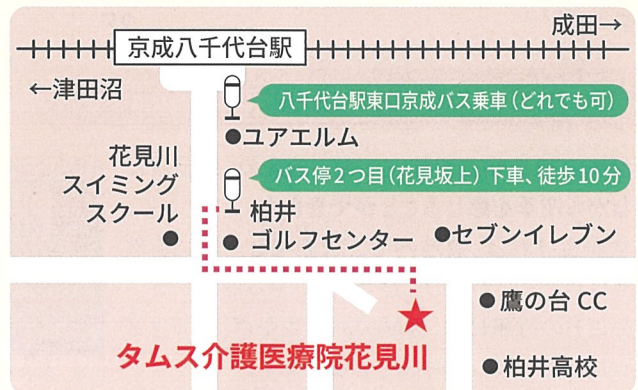 成田→
京成八千代台駅
←津田沼
八千代台駅東口京成バス乗車（どれでも可）
ユアエルム
花見川
スイミング
スクール
バス停2つ目（花見坂上）下車、徒歩10分
柏井
ゴルフセンター
セブンイレブン
鷹の台 CC
タムス介護医療院花見川
柏井高校